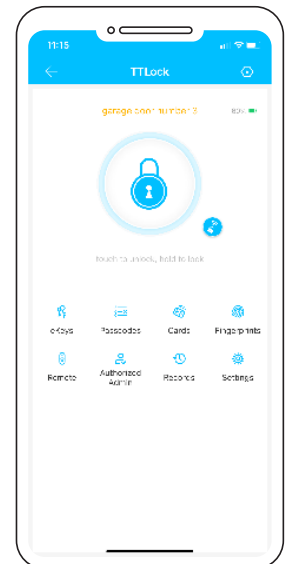 11:15
TTLock
garage door number 3
60%
touch to unlock, hold to lock
eKeys Passcodes Cards Fingerprints
Remote Authorized Admin Records Settings